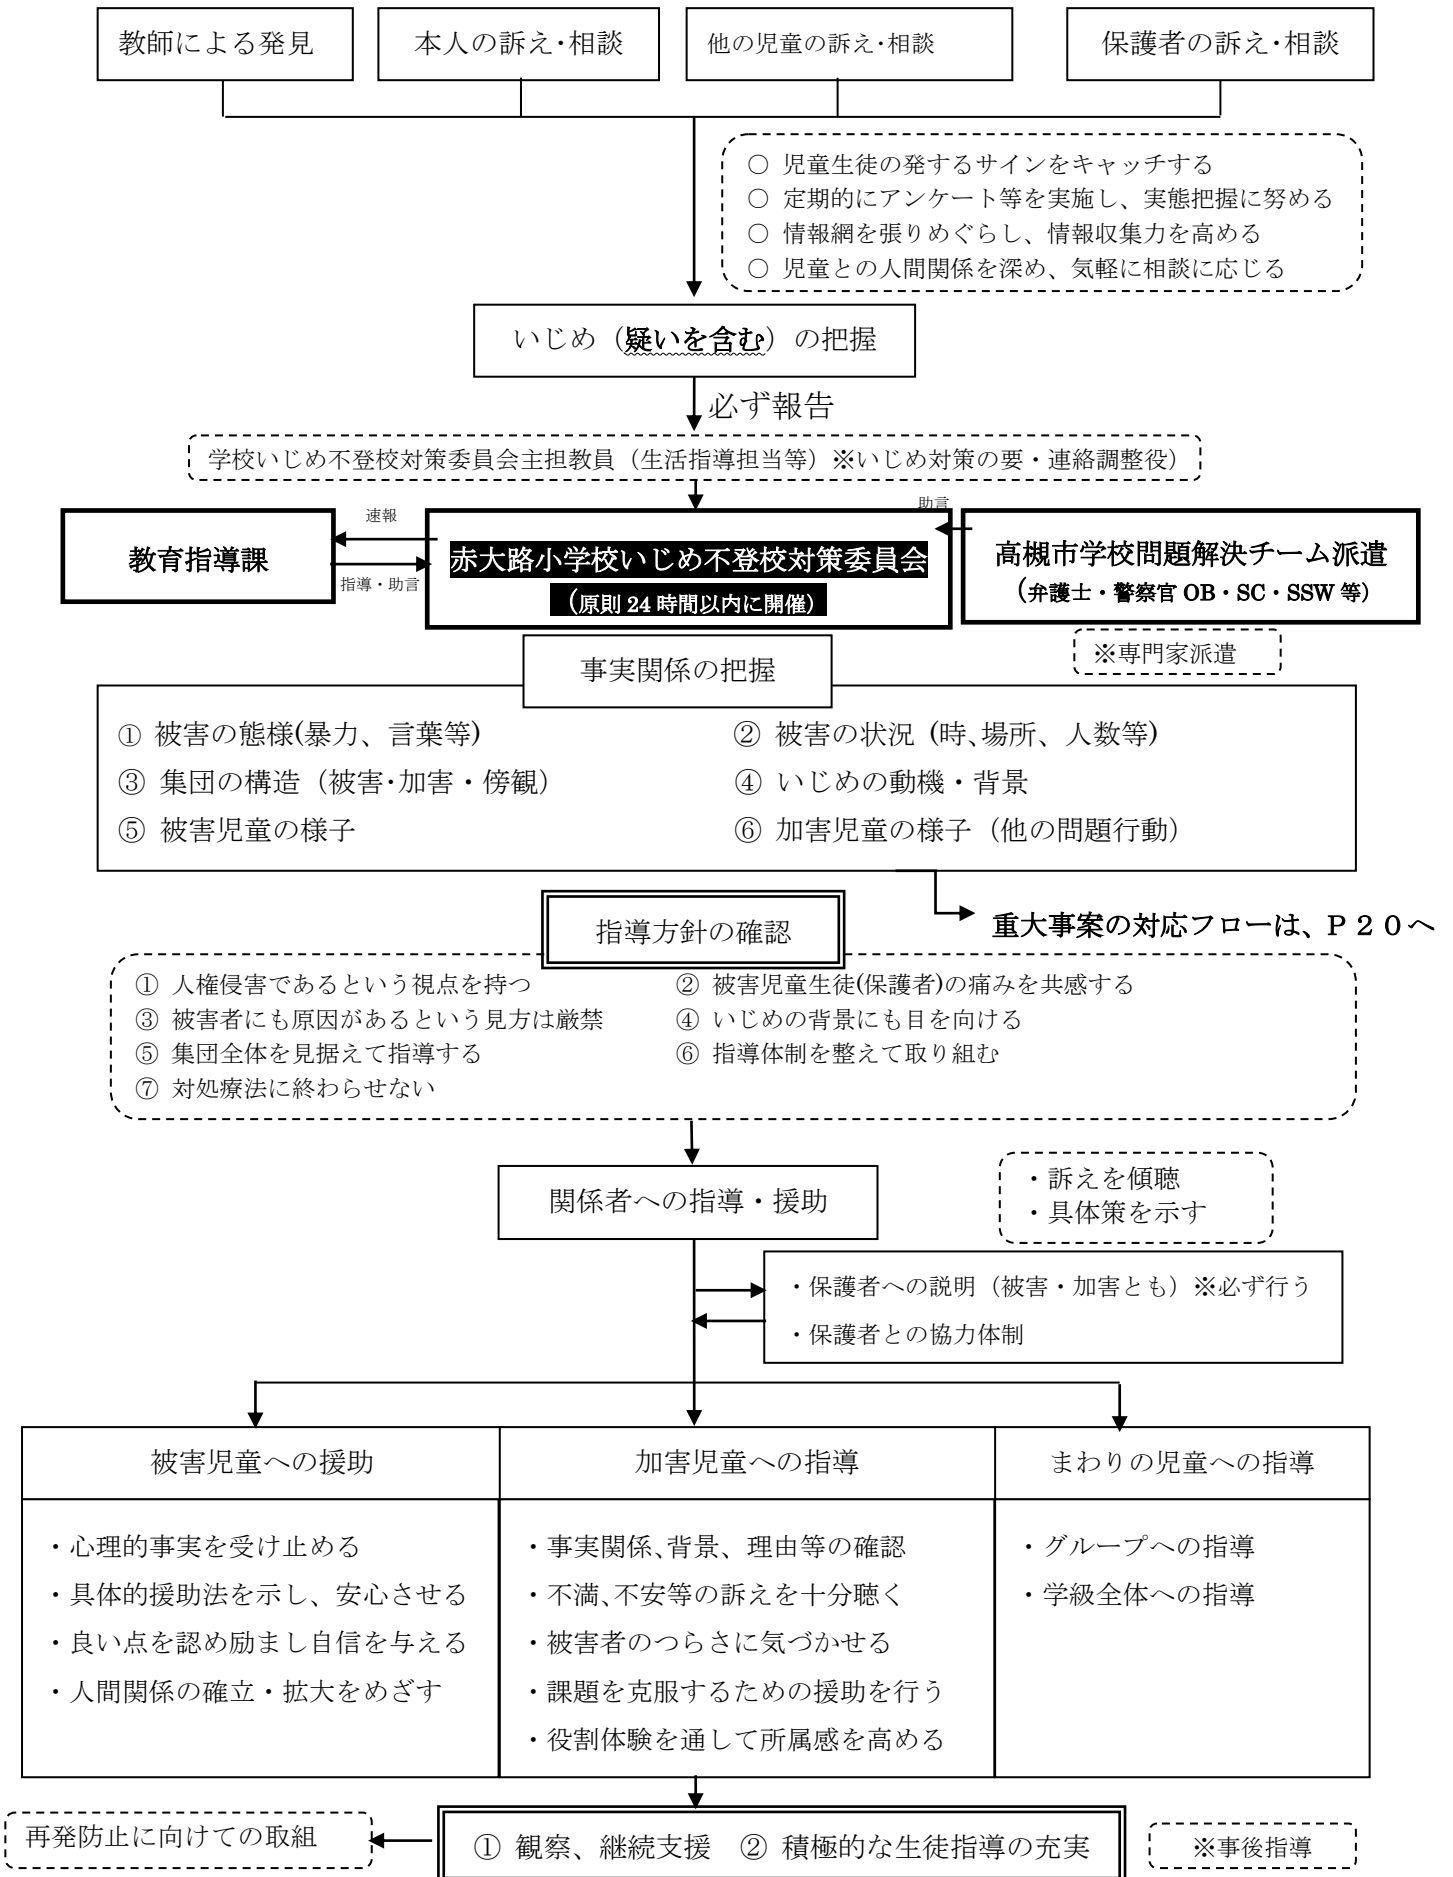 教師による発見
本人の訴え・相談
他の児童の訴え・相談
保護者の訴え・相談
○ 児童生徒の発するサインをキャッチする
○ 定期的にアンケート等を実施し、実態把握に努める
○ 情報網を張りめぐらし、情報収集力を高める
○ 児童との人間関係を深め、気軽に相談に応じる
いじめ（疑いを含む）の把握
必ず報告
学校いじめ不登校対策委員会主担教員（生活指導担当等）※いじめ対策の要・連絡調整役）
教育指導課
速報
指導・助言
赤大路小学校いじめ不登校対策委員会
（原則 24 時間以内に開催）
助言
高槻市学校問題解決チーム派遣
（弁護士・警察官 OB・SC・SSW 等）
※専門家派遣
事実関係の把握
① 被害の態様(暴力、言葉等)
② 被害の状況 (時、場所、人数等)
③ 集団の構造（被害・加害・傍観）
④ いじめの動機・背景
⑤ 被害児童の様子
⑥ 加害児童の様子（他の問題行動）
重大事案の対応フローは、Ｐ２０へ
指導方針の確認
① 人権侵害であるという視点を持つ
② 被害児童生徒(保護者)の痛みを共感する
③ 被害者にも原因があるという見方は厳禁
④ いじめの背景にも目を向ける
⑤ 集団全体を見据えて指導する
⑥ 指導体制を整えて取り組む
⑦ 対処療法に終わらせない
関係者への指導・援助
・訴えを傾聴
・具体策を示す
・保護者への説明（被害・加害とも）※必ず行う
・保護者との協力体制
被害児童への援助
・心理的事実を受け止める
・具体的援助法を示し、安心させる
・良い点を認め励まし自信を与える
・人間関係の確立・拡大をめざす
加害児童への指導
・事実関係、背景、理由等の確認
・不満、不安等の訴えを十分聴く
・被害者のつらさに気づかせる
・課題を克服するための援助を行う
・役割体験を通して所属感を高める
まわりの児童への指導
・グループへの指導
・学級全体への指導
再発防止に向けての取組
① 観察、継続支援 ② 積極的な生徒指導の充実
※事後指導